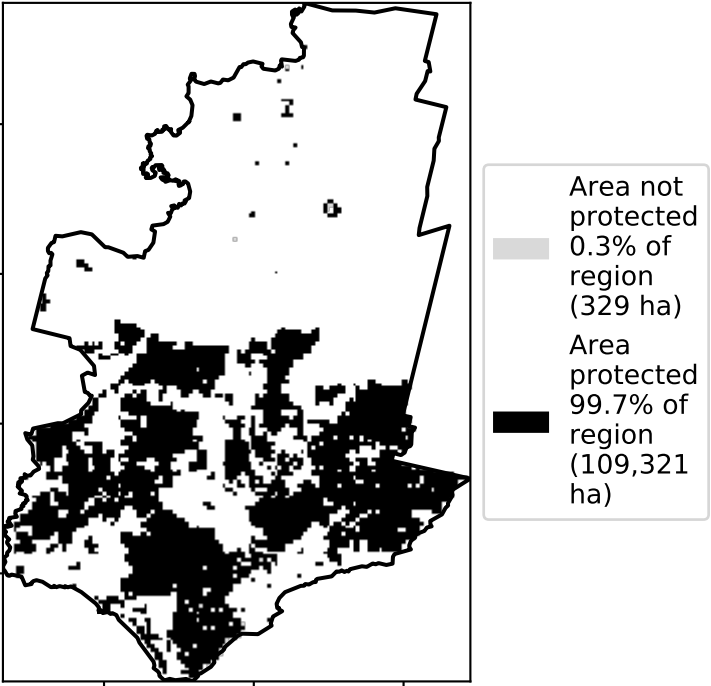 Area not
protected
0.3% of
region
(329 ha)
Area
protected
99.7% of
region
(109,321
ha)